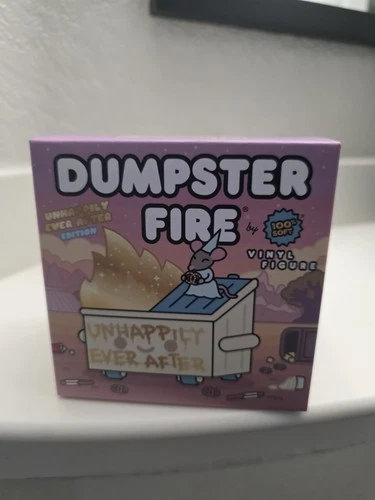 DUMPSTER
FIRE®
by
100%
SOFT
VINYL
FIGURE
UNHAPPILY
EVER AFTER
EDITION
UNHAPPILY
EVER AFTER